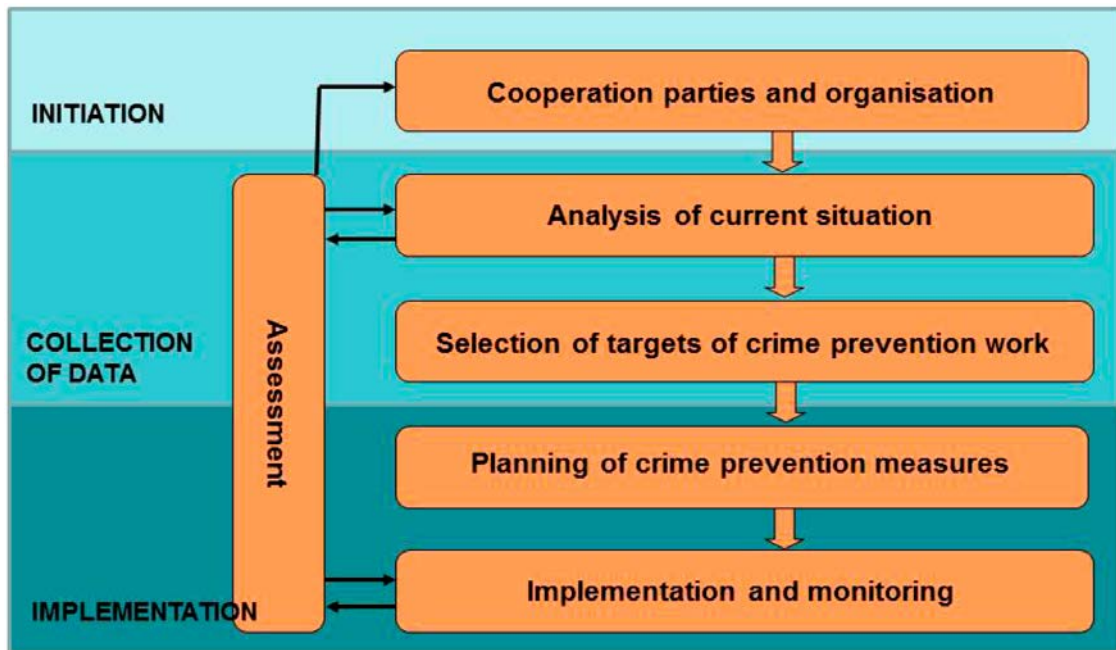 Cooperation parties and organisation
INITIATION
Analysis of current situation
Assessment
COLLECTION
OF DATA
Selection of targets of crime prevention work
Planning of crime prevention measures
Implementation and monitoring
IMPLEMENTATION